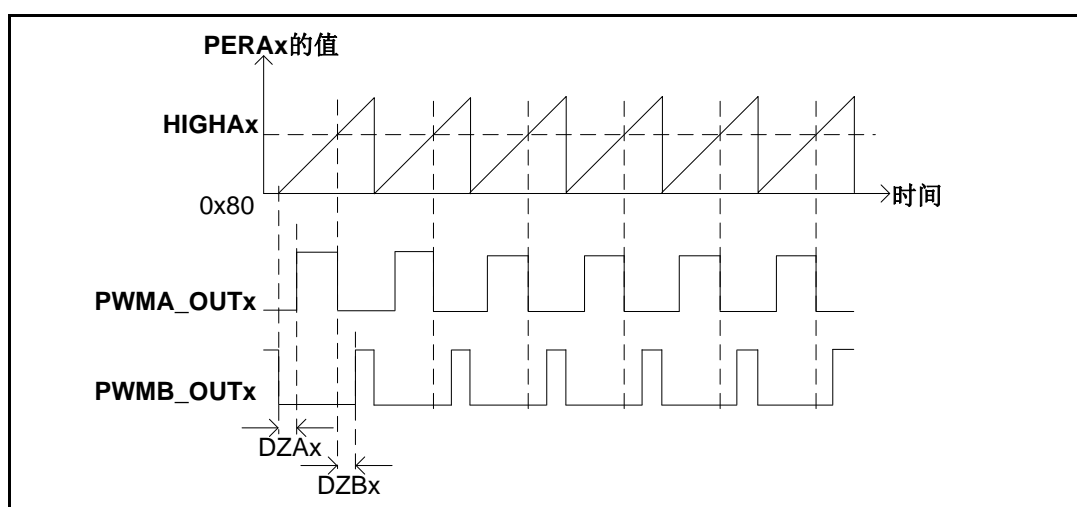 PERAx的值
HIGHAx
0x80
时间
PWMA_OUTx
PWMB_OUTx
DZAx
DZBx